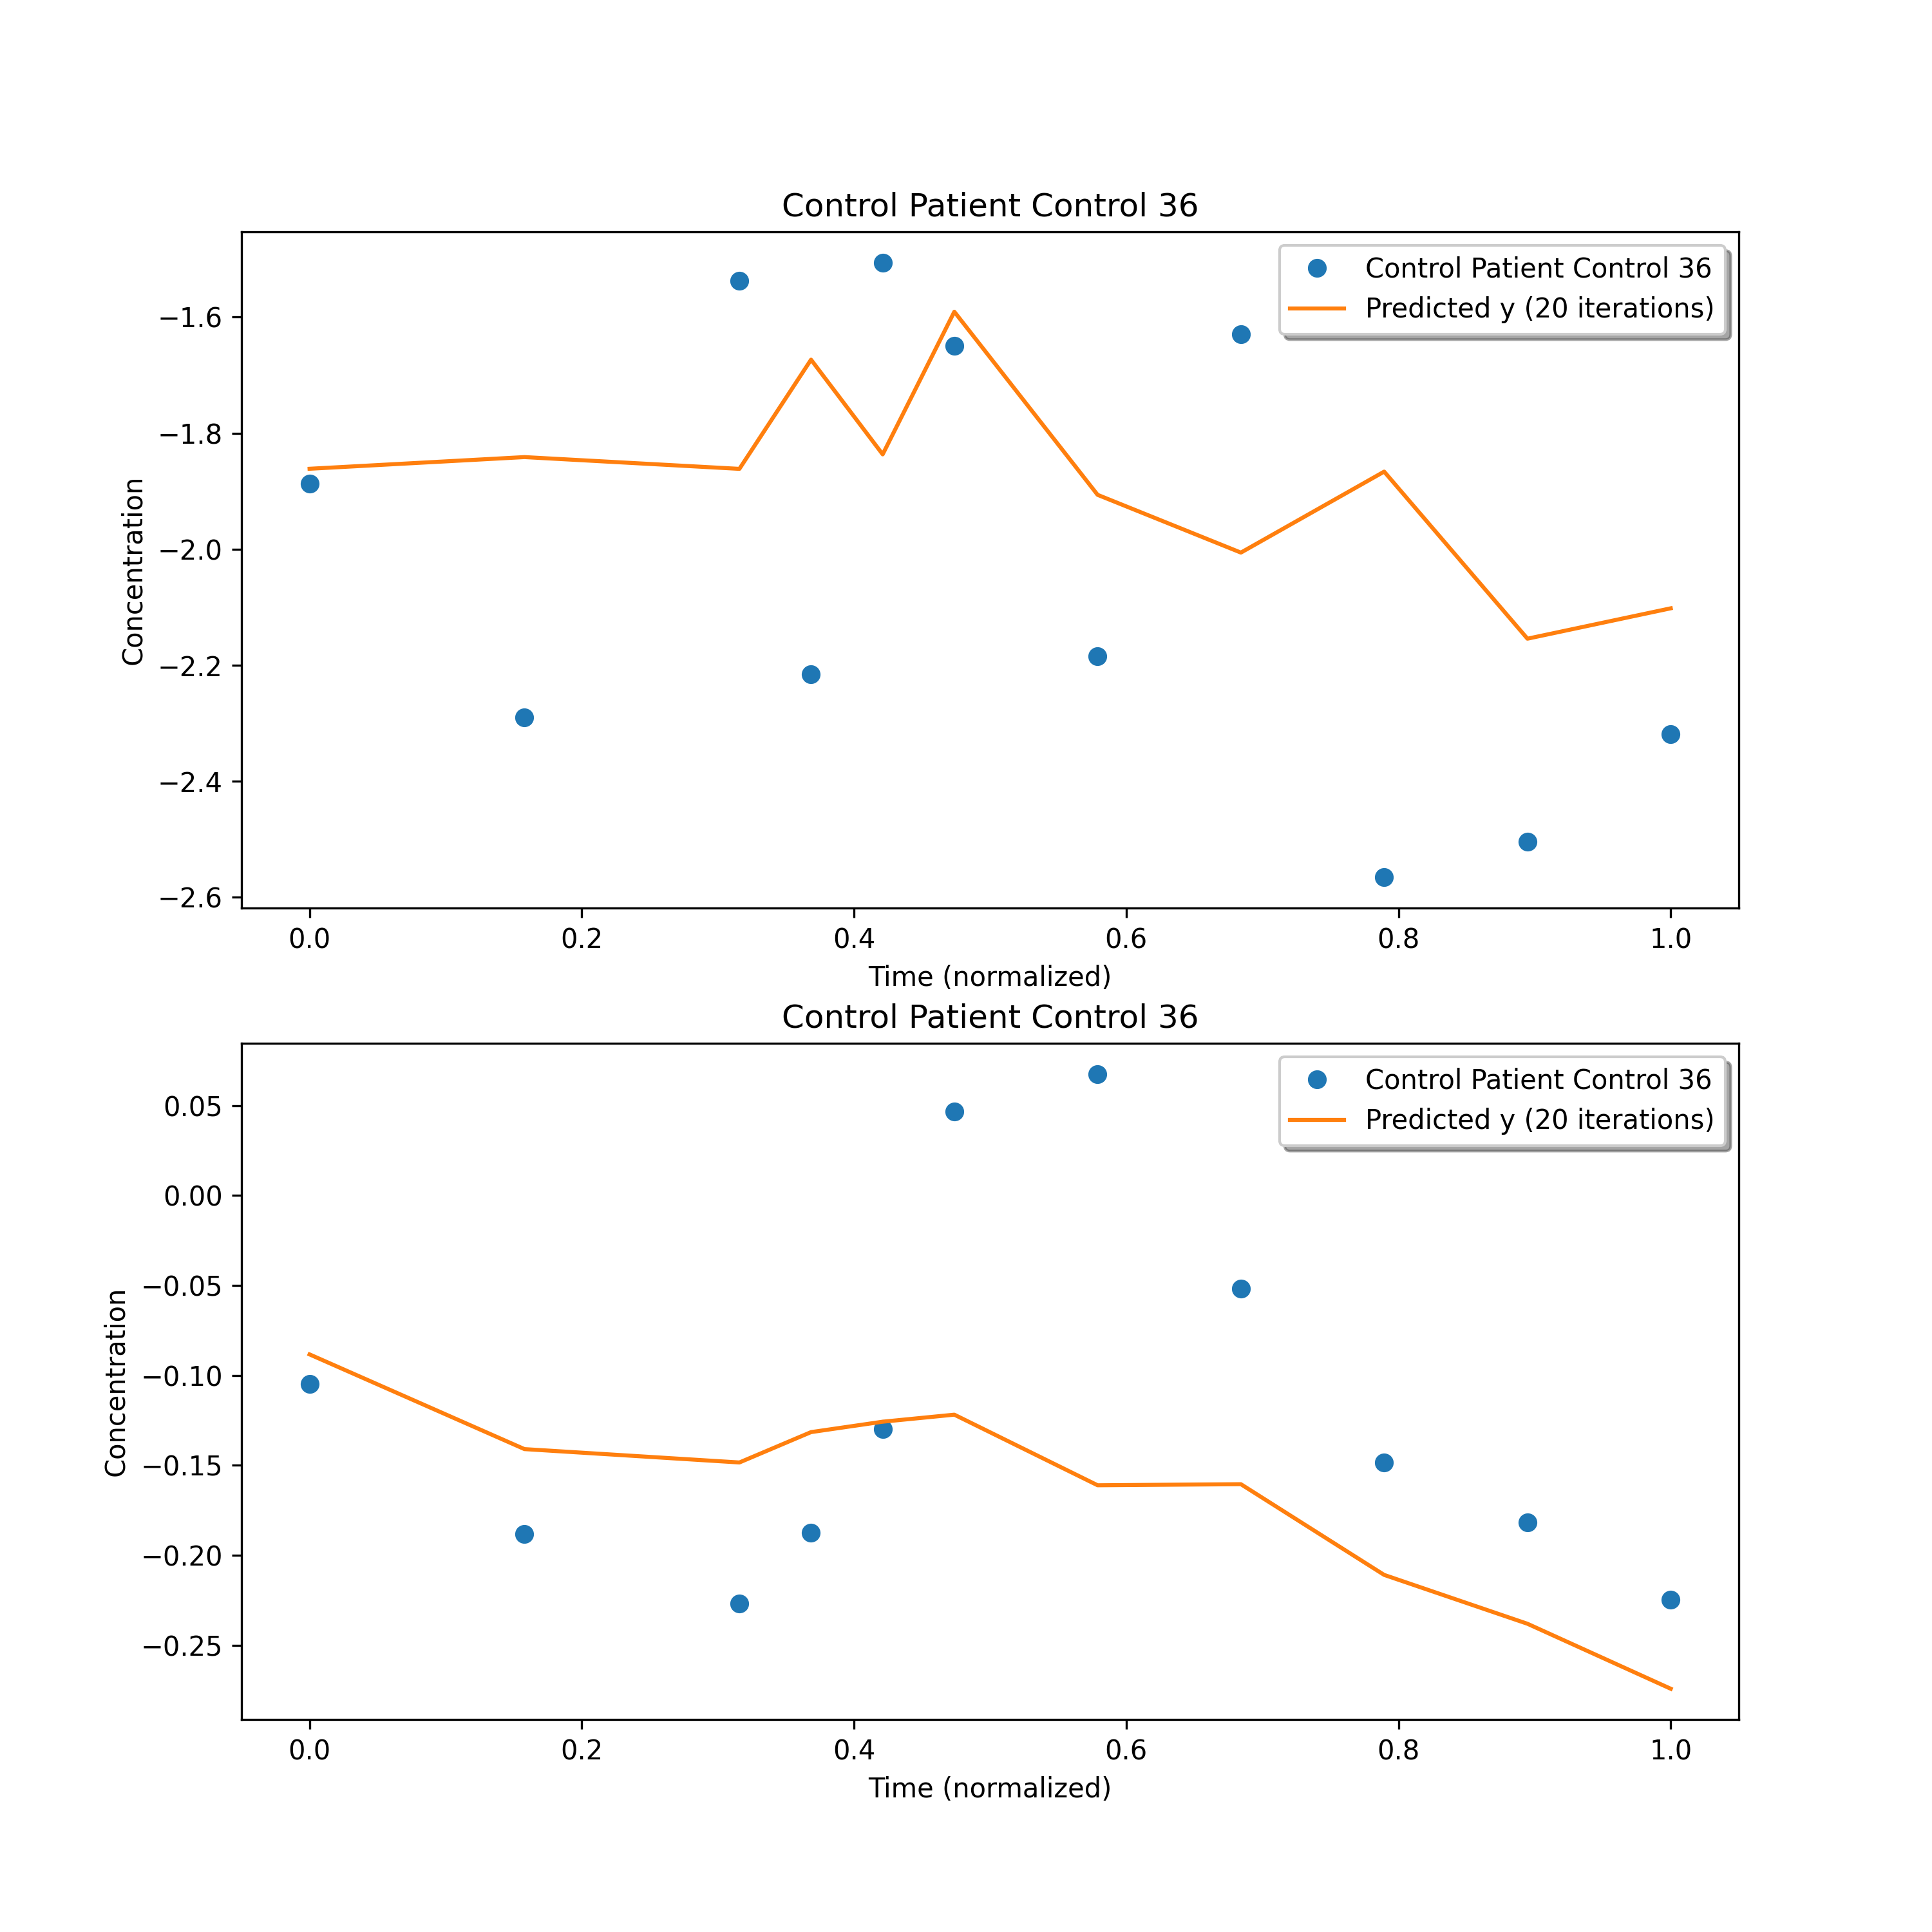 Control Patient Control 36
Control Patient Control 36
Predicted y (20 iterations)
−1.6
−1.8
−2.0
−2.2
−2.4
−2.6
Concentration
0.0 0.2 0.4 0.6 0.8 1.0
Time (normalized)
Control Patient Control 36
Control Patient Control 36
Predicted y (20 iterations)
0.05
0.00
−0.05
−0.10
−0.15
−0.20
−0.25
Concentration
0.0 0.2 0.4 0.6 0.8 1.0
Time (normalized)